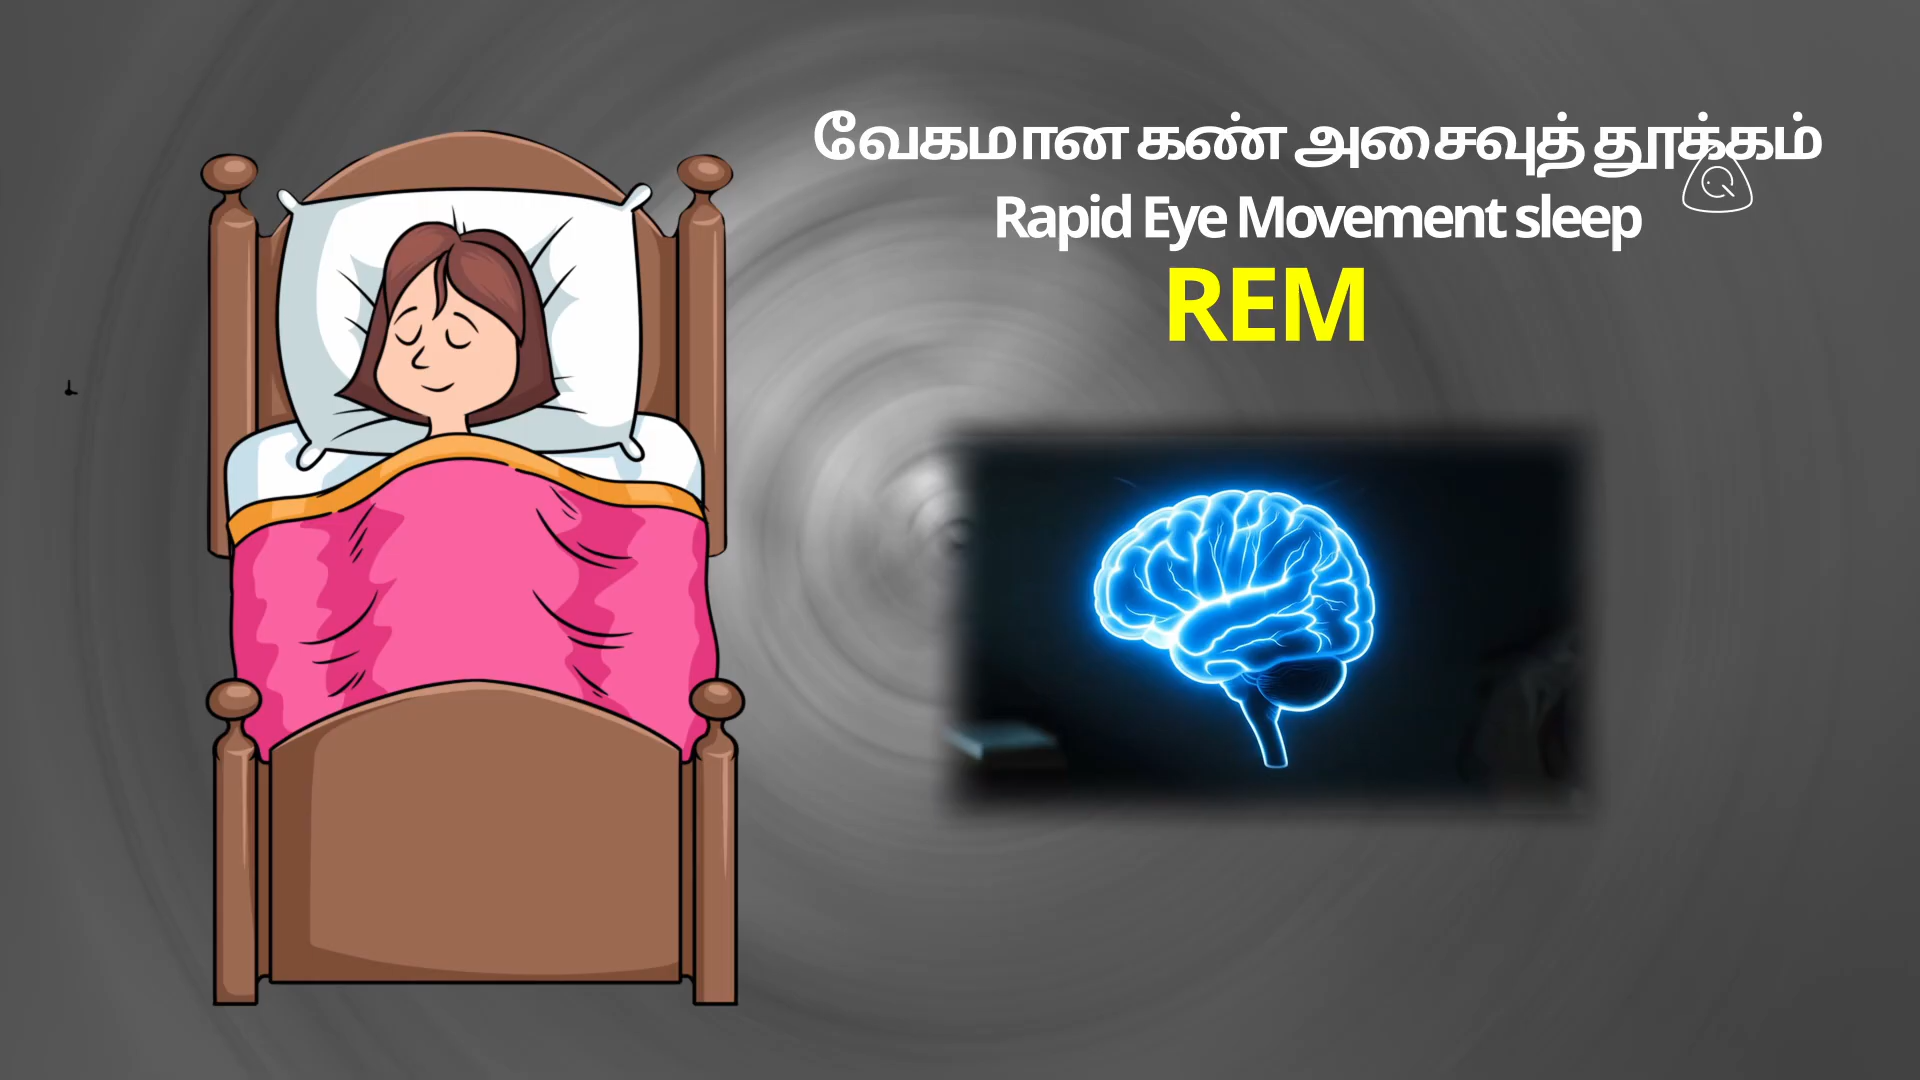 வேகமான கண் அசைவுத் தூக்கம்
Rapid Eye Movement sleep
REM